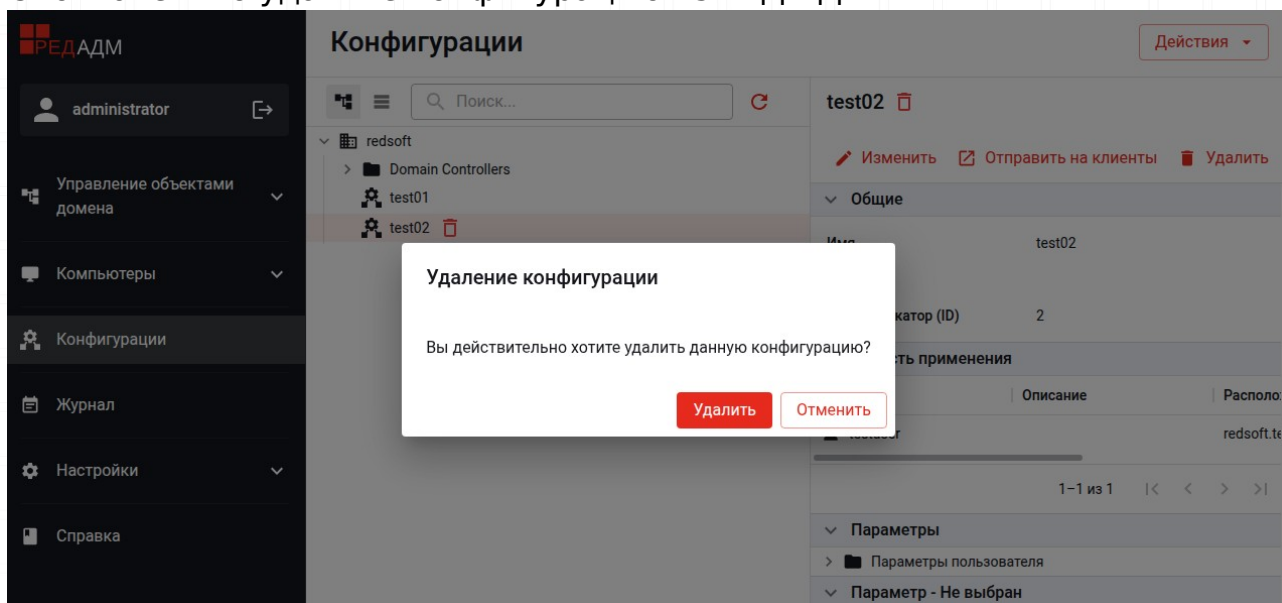 РЕДАДМ
Конфигурации
Действия
administrator
Поиск...
test02
redsoft
Изменить
Отправить на клиенты
Удалить
Domain Controllers
Управление объектами
домена
test01
Общие
test02
Имя
test02
Удаление конфигурации
Компьютеры
(ID)
2
Конфигурации
Вы действительно хотите удалить данную конфигурацию?
применения
Описание
Журнал
Удалить
Отменить
redsoft.te
1–1 из 1
Настройки
Параметры
Справка
Параметры пользователя
Параметр - Не выбран